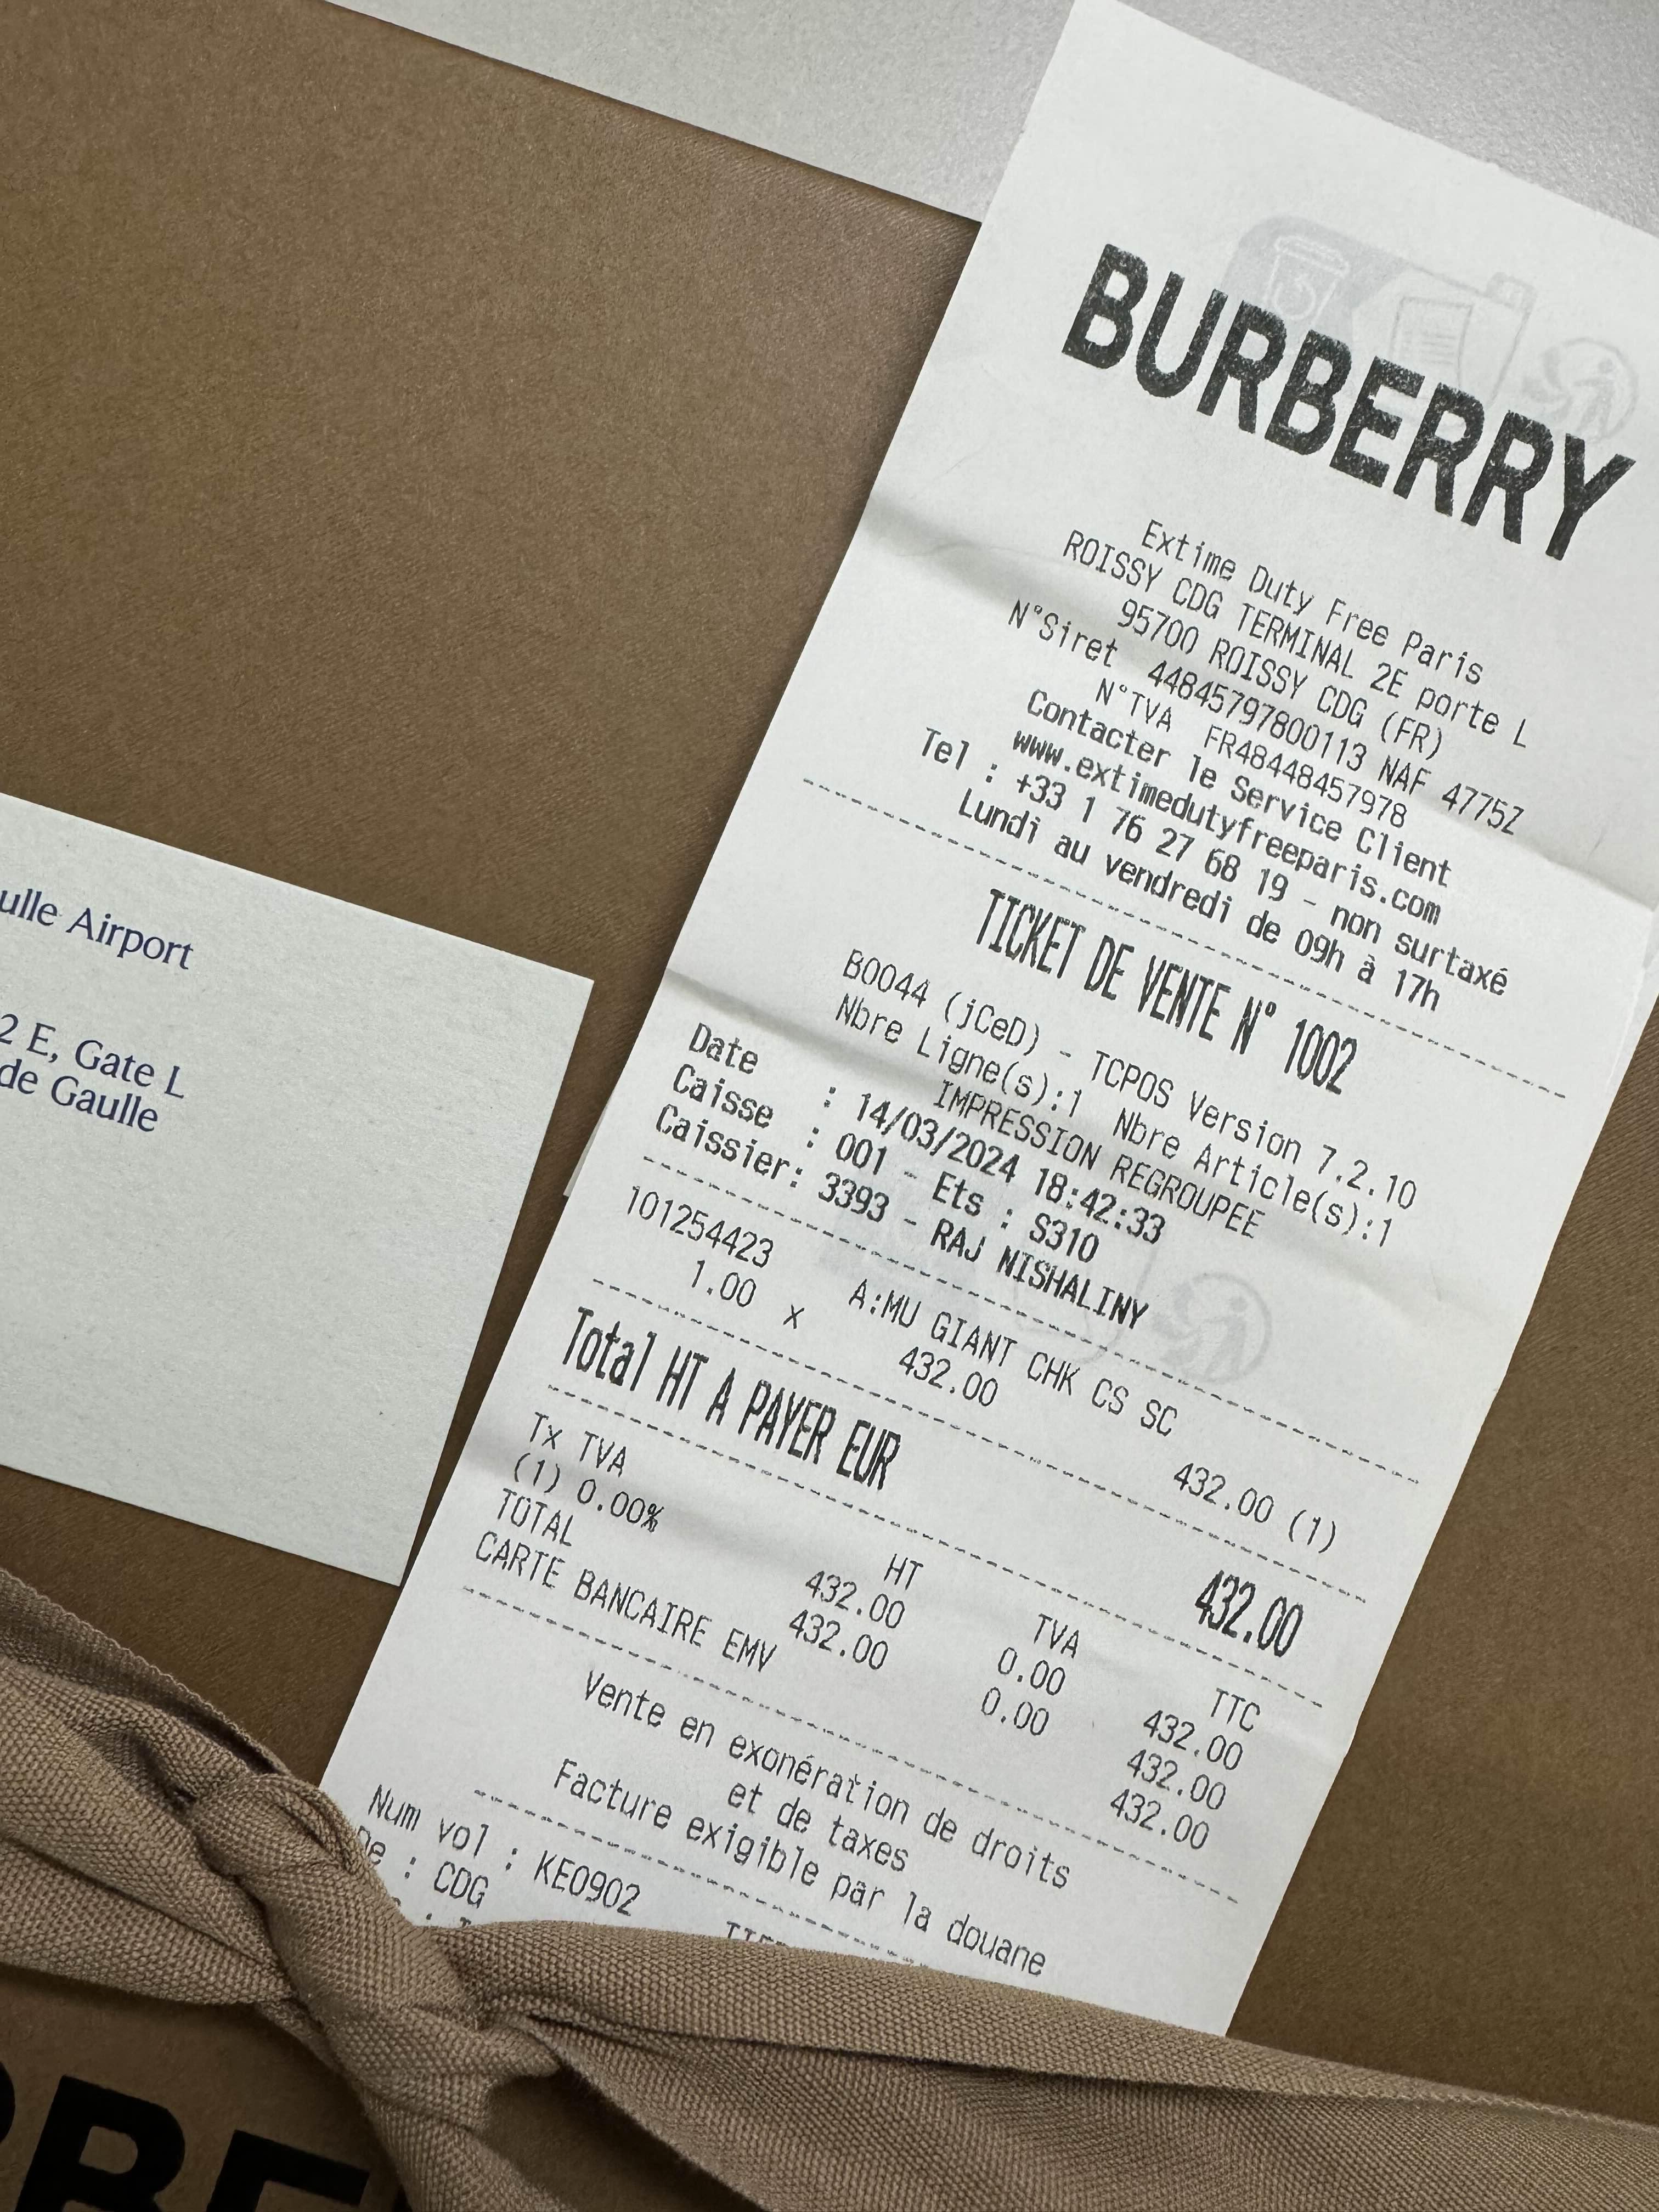 BURBERRY
Extime Duty Free Paris
ROISSY CDG TERMINAL 2E porte L
95700 ROISSY CDG (FR)
N°Siret 44845797800113 NAF 4775Z
N°TVA FR48448457978
Contacter le Service Client
www.extimedutyfreeparis.com
Tel : +33 1 76 27 68 19 - non surtaxé
Lundi au vendredi de 09h à 17h
TICKET DE VENTE N° 1002
B0044 (jCeD) - TCPOS Version 7.2.10
Nbre Ligne(s):1 Nbre Article(s):1
IMPRESSION REGROUPEE
Date : 14/03/2024 18:42:33
Caisse : 001 - Ets : S310
Caissier: 3393 - RAJ NISHALINY
101254423 A:MU GIANT CHK CS SC
1.00 x 432.00 432.00 (1)
Total HT A PAYER EUR 432.00
Tx TVA HT TVA TTC
(1) 0.00% 432.00 0.00 432.00
TOTAL 432.00 0.00 432.00
CARTE BANCAIRE EMV 432.00
Vente en exonération de droits
et de taxes
Facture exigible par la douane
Num vol : KE0902
De : CDG
ulle Airport
2 E, Gate L
de Gaulle